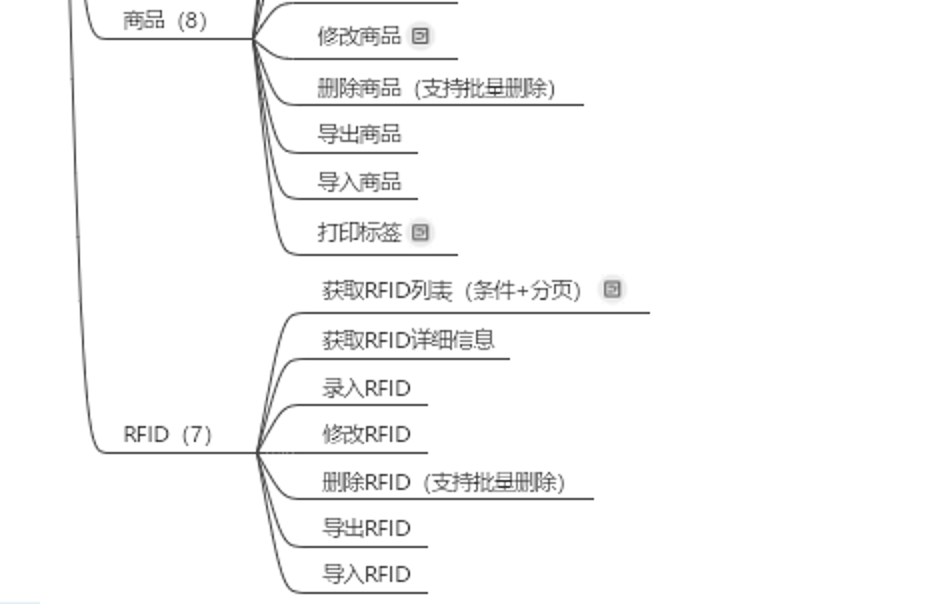 商品（8）
修改商品
删除商品（支持批量删除）
导出商品
导入商品
打印标签
RFID（7）
获取RFID列表（条件+分页）
获取RFID详细信息
录入RFID
修改RFID
删除RFID（支持批量删除）
导出RFID
导入RFID